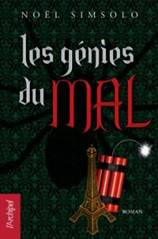 NOËL SIMSOLO
les génies
du MAL
l'Archipel
ROMAN